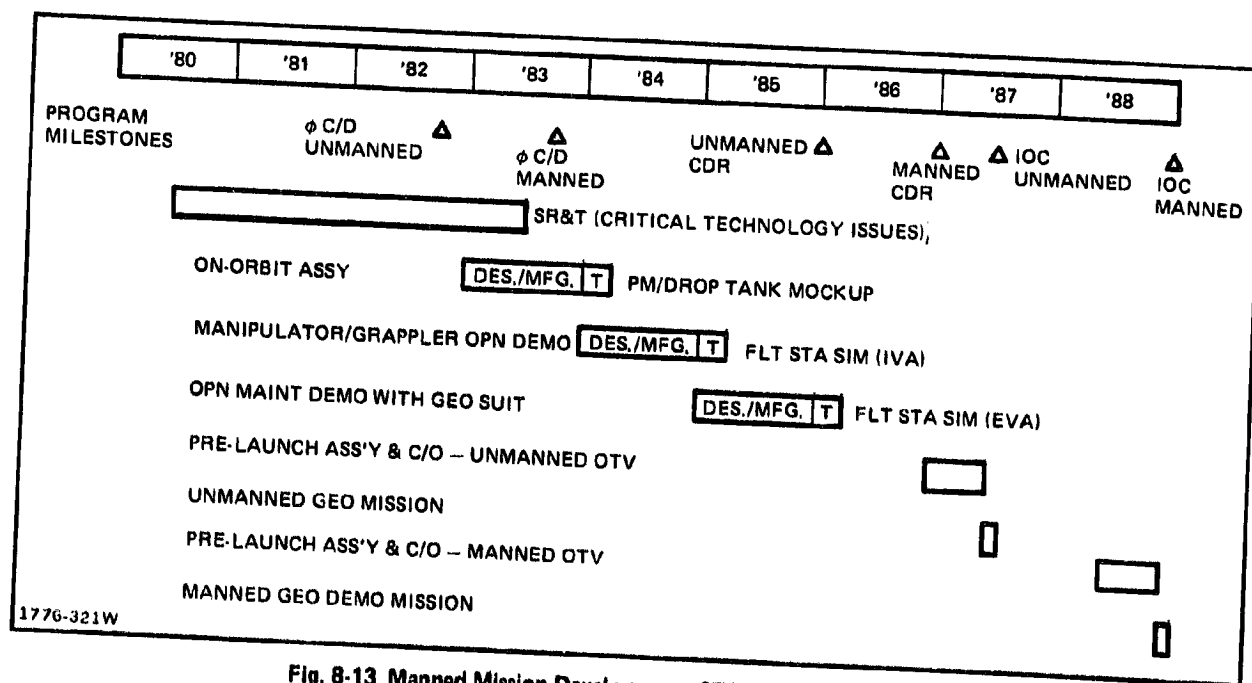 '80 '81 '82 '83 '84 '85 '86 '87 '88
PROGRAM
MILESTONES
φ C/D
UNMANNED
φ C/D
MANNED
UNMANNED
CDR
MANNED
CDR
IOC
UNMANNED
IOC
MANNED
SR&T (CRITICAL TECHNOLOGY ISSUES),
ON-ORBIT ASSY DES./MFG. T PM/DROP TANK MOCKUP
MANIPULATOR/GRAPPLER OPN DEMO DES./MFG. T FLT STA SIM (IVA)
OPN MAINT DEMO WITH GEO SUIT DES./MFG. T FLT STA SIM (EVA)
PRE-LAUNCH ASS'Y & C/O – UNMANNED OTV
UNMANNED GEO MISSION
PRE-LAUNCH ASS'Y & C/O – MANNED OTV
MANNED GEO DEMO MISSION
1776-321W
Fig. 8-13 Manned Mission